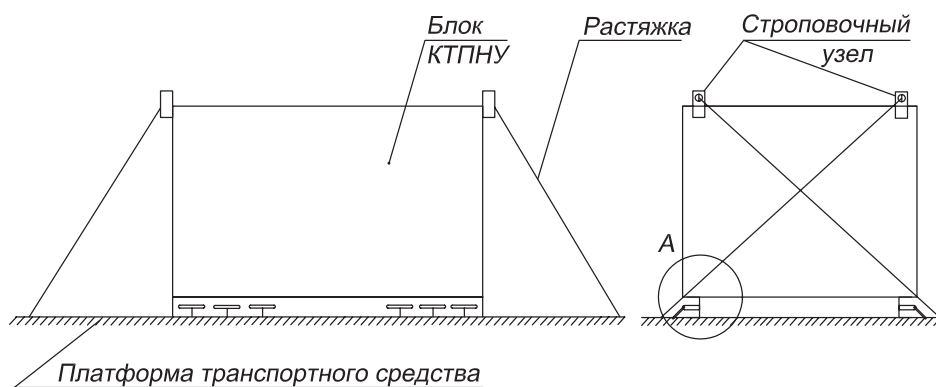 Блок
КТПНУ
Растяжка
Строповочный
узел
А
Платформа транспортного средства